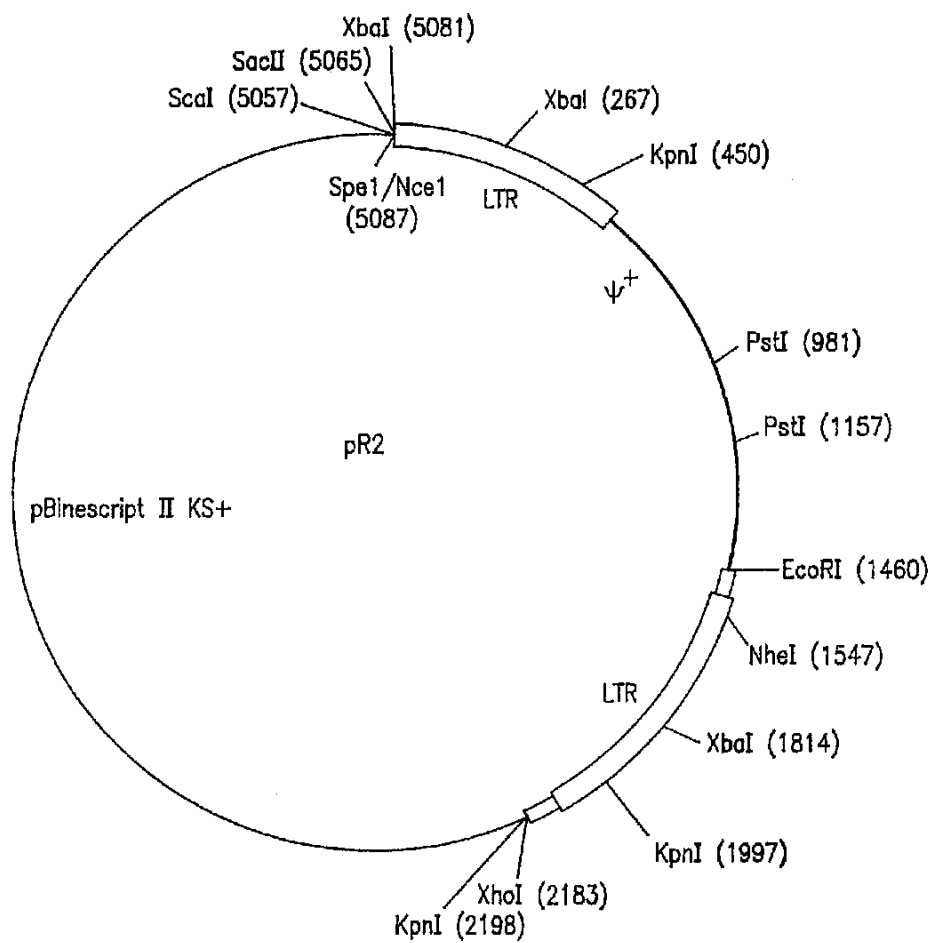 XbaI (5081)
SacII (5065)
ScaI (5057)
XbaI (267)
KpnI (450)
Spe1/Nce1
(5087)
LTR
ψ+
PstI (981)
PstI (1157)
pR2
pBlnescript II KS+
EcoRI (1460)
NheI (1547)
LTR
XbaI (1814)
KpnI (1997)
XhoI (2183)
KpnI (2198)